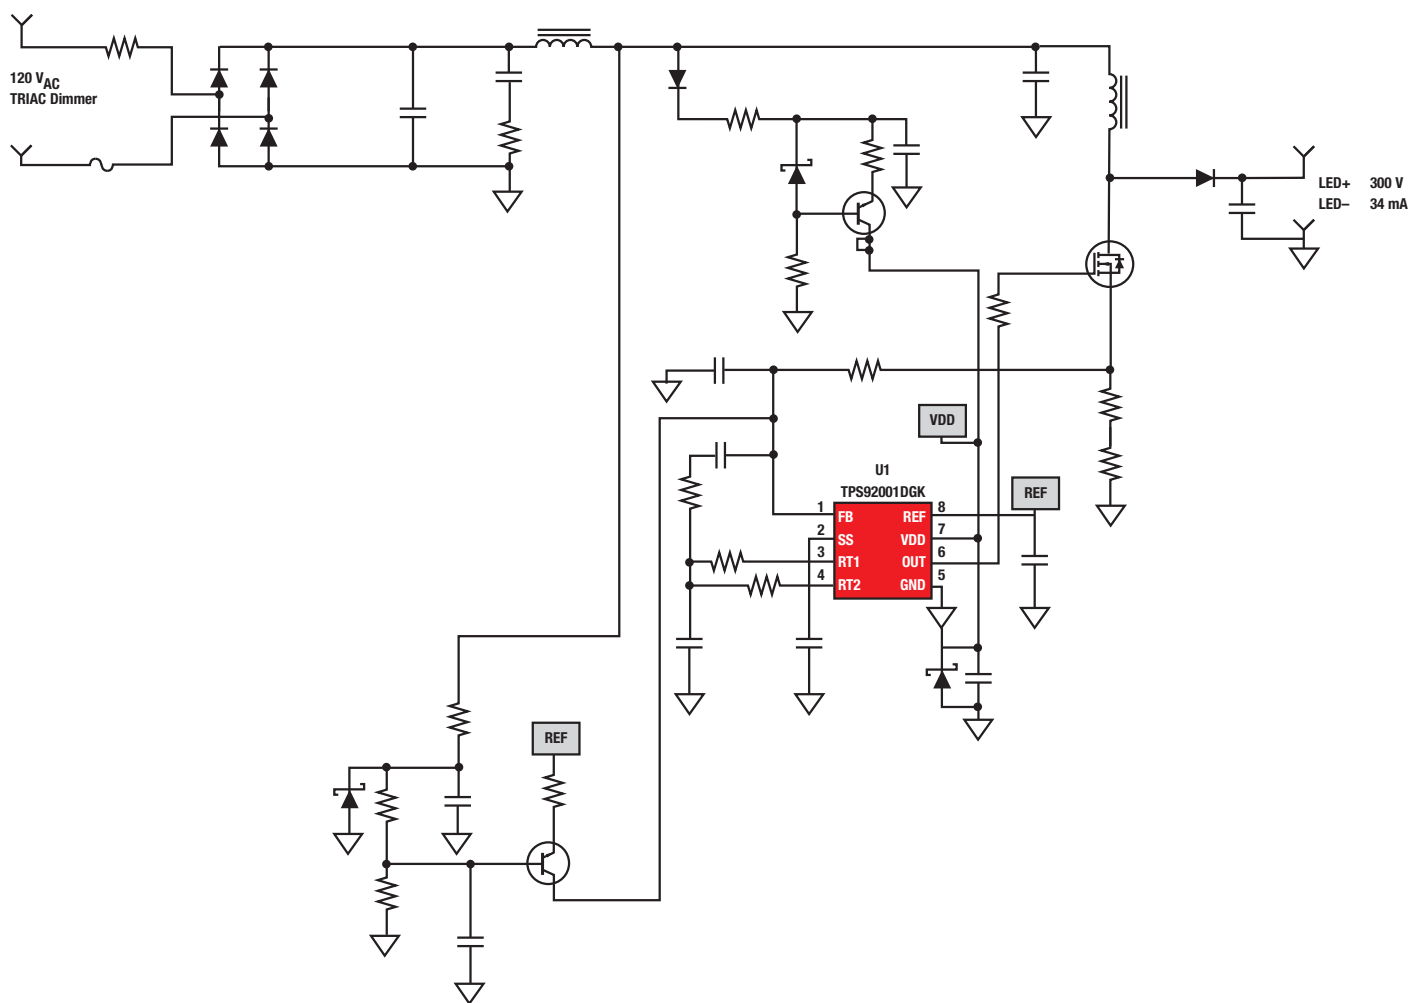 120 VAC
TRIAC Dimmer
LED+ 300 V
LED– 34 mA
VDD
U1
TPS92001DGK
REF
1 FB REF 8
2 SS VDD 7
3 RT1 OUT 6
4 RT2 GND 5
REF